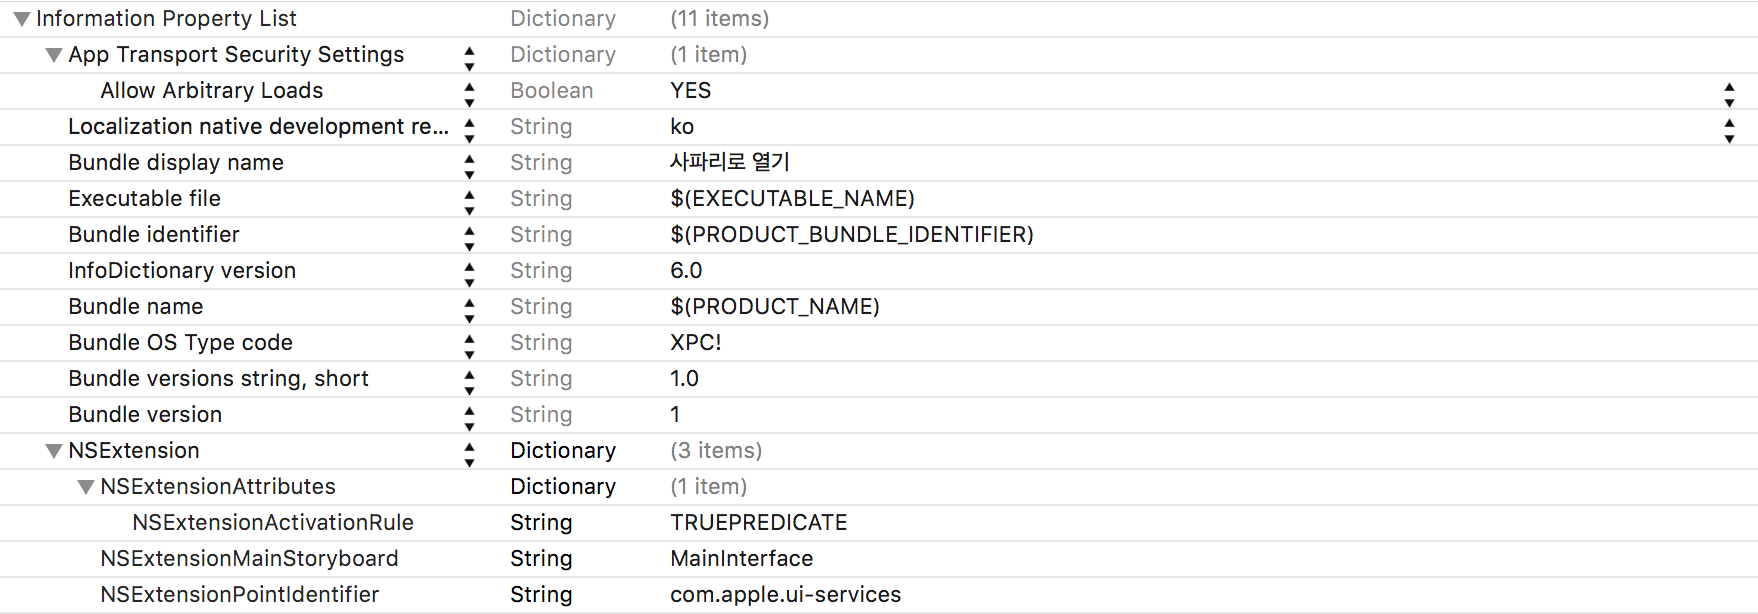 Information Property List Dictionary (11 items)
App Transport Security Settings Dictionary (1 item)
Allow Arbitrary Loads Boolean YES
Localization native development re... String ko
Bundle display name String 사파리로 열기
Executable file String $(EXECUTABLE_NAME)
Bundle identifier String $(PRODUCT_BUNDLE_IDENTIFIER)
InfoDictionary version String 6.0
Bundle name String $(PRODUCT_NAME)
Bundle OS Type code String XPC!
Bundle versions string, short String 1.0
Bundle version String 1
NSExtension Dictionary (3 items)
NSExtensionAttributes Dictionary (1 item)
NSExtensionActivationRule String TRUEPREDICATE
NSExtensionMainStoryboard String MainInterface
NSExtensionPointIdentifier String com.apple.ui-services